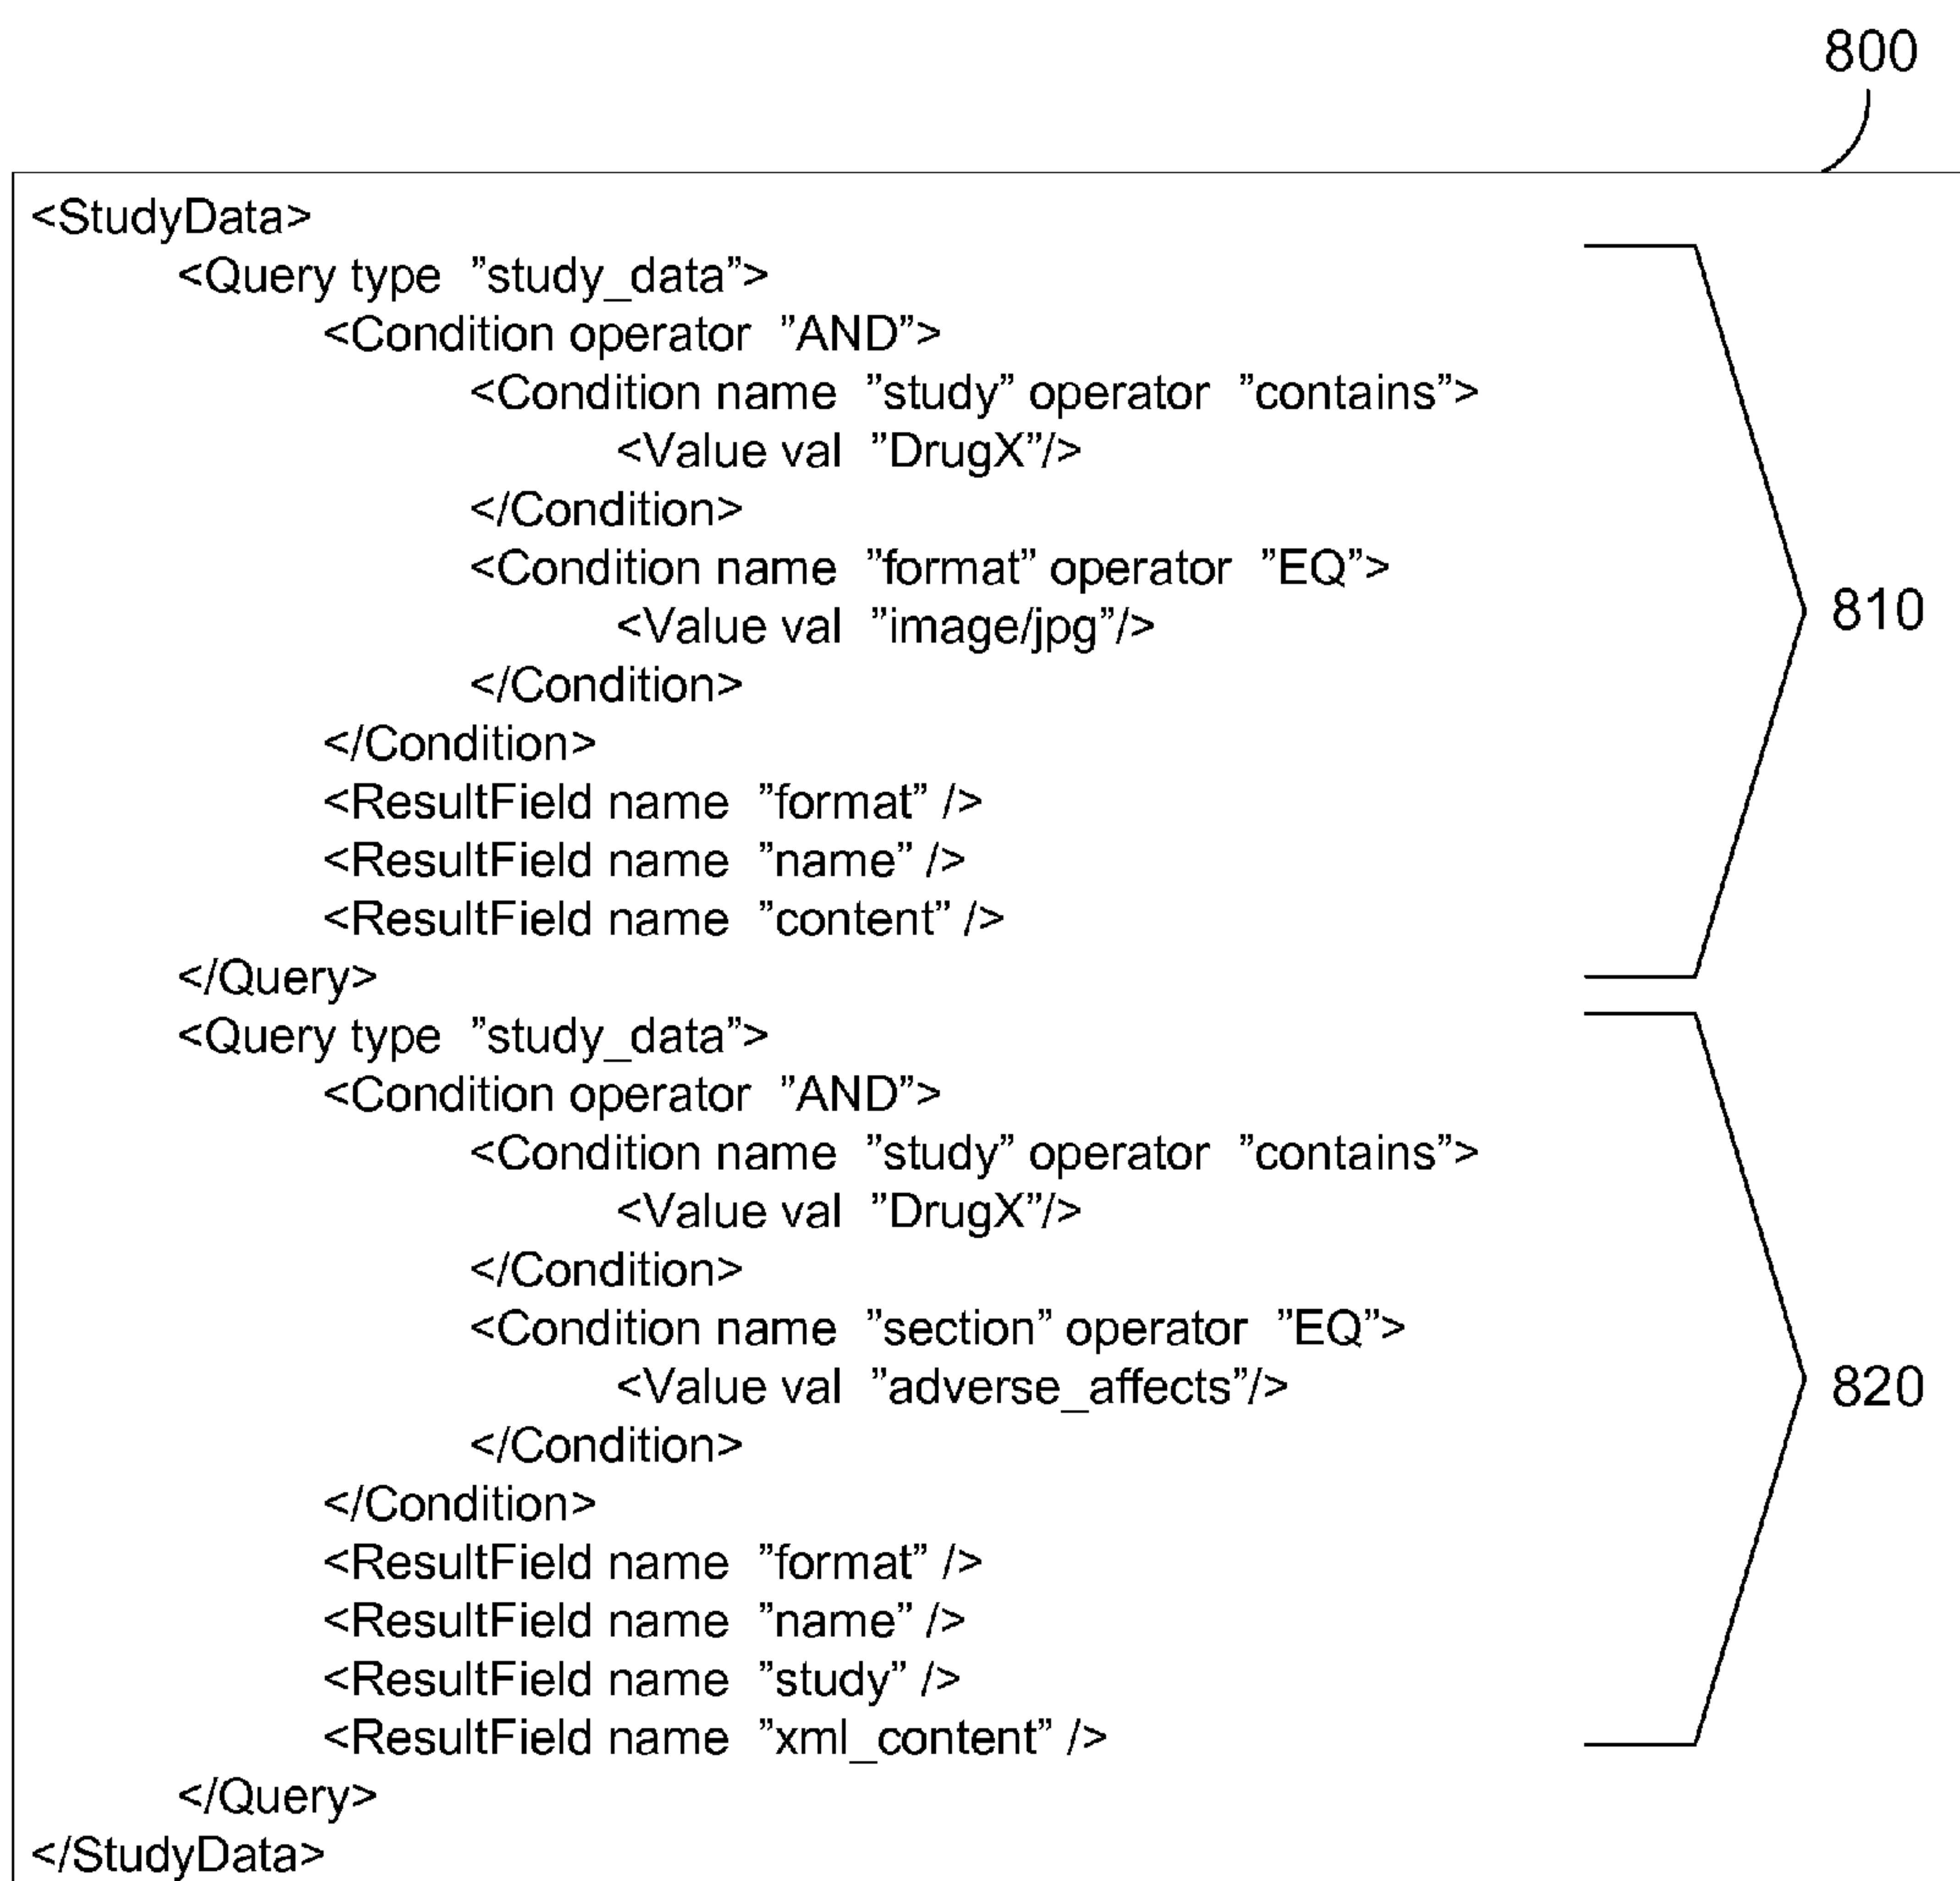 800
<StudyData>
<Query type ”study_data”>
<Condition operator ”AND”>
<Condition name ”study” operator ”contains”>
<Value val ”DrugX”/>
</Condition>
<Condition name ”format” operator ”EQ”>
<Value val ”image/jpg”/>
</Condition>
</Condition>
<ResultField name ”format” />
<ResultField name ”name” />
<ResultField name ”content” />
</Query>
810
<Query type ”study_data”>
<Condition operator ”AND”>
<Condition name ”study” operator ”contains”>
<Value val ”DrugX”/>
</Condition>
<Condition name ”section” operator ”EQ”>
<Value val ”adverse_affects”/>
</Condition>
</Condition>
<ResultField name ”format” />
<ResultField name ”name” />
<ResultField name ”study” />
<ResultField name ”xml_content” />
</Query>
820
</StudyData>